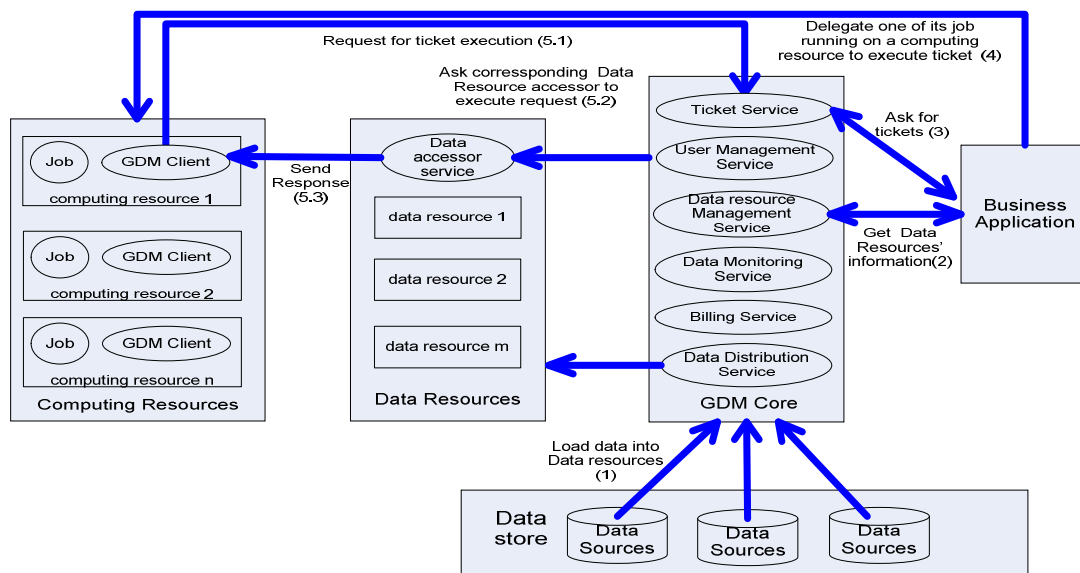 Request for ticket execution (5.1)
Delegate one of its job
running on a computing
resource to execute ticket (4)
Ask corressponding Data
Resource accessor to
execute request (5.2)
Job
GDM Client
computing resource 1
Job
GDM Client
computing resource 2
Job
GDM Client
computing resource n
Computing Resources
Send
Response
(5.3)
Data
accessor
service
data resource 1
data resource 2
data resource m
Data Resources
Ticket Service
User Management
Service
Data resource
Management
Service
Data Monitoring
Service
Billing Service
Data Distribution
Service
GDM Core
Ask for
tickets (3)
Get Data
Resources'
information(2)
Business
Application
Load data into
Data resources
(1)
Data
store
Data
Sources
Data
Sources
Data
Sources